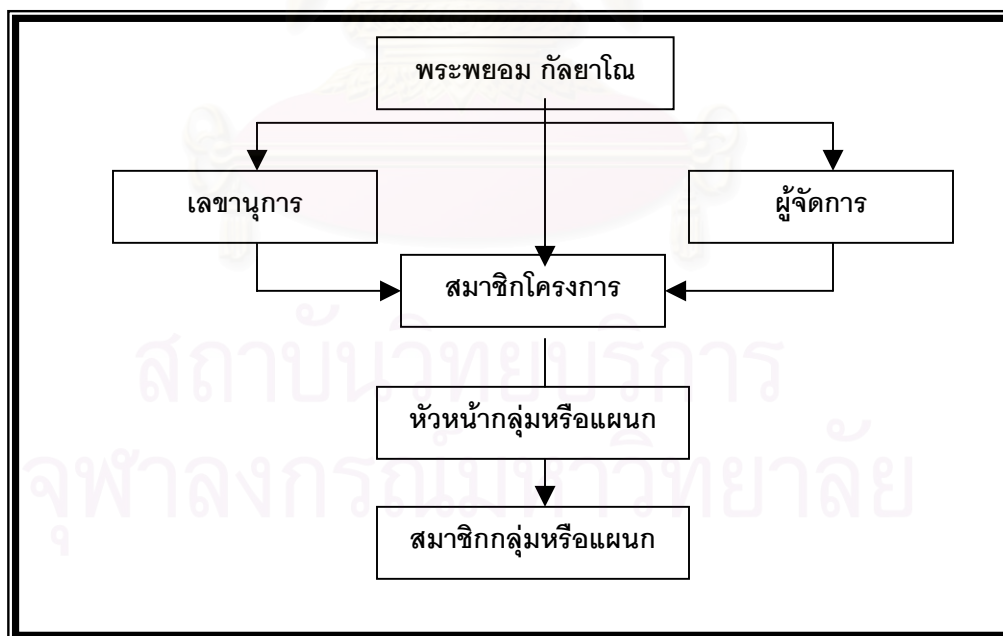 พระพยอม กัลยาโณ
เลขานุการ
ผู้จัดการ
สมาชิกโครงการ
สถาบันวิทยบริการ
หัวหน้ากลุ่มหรือแผนก
จุฬาลงกรณ์มหาวิทยาลัย
สมาชิกกลุ่มหรือแผนก